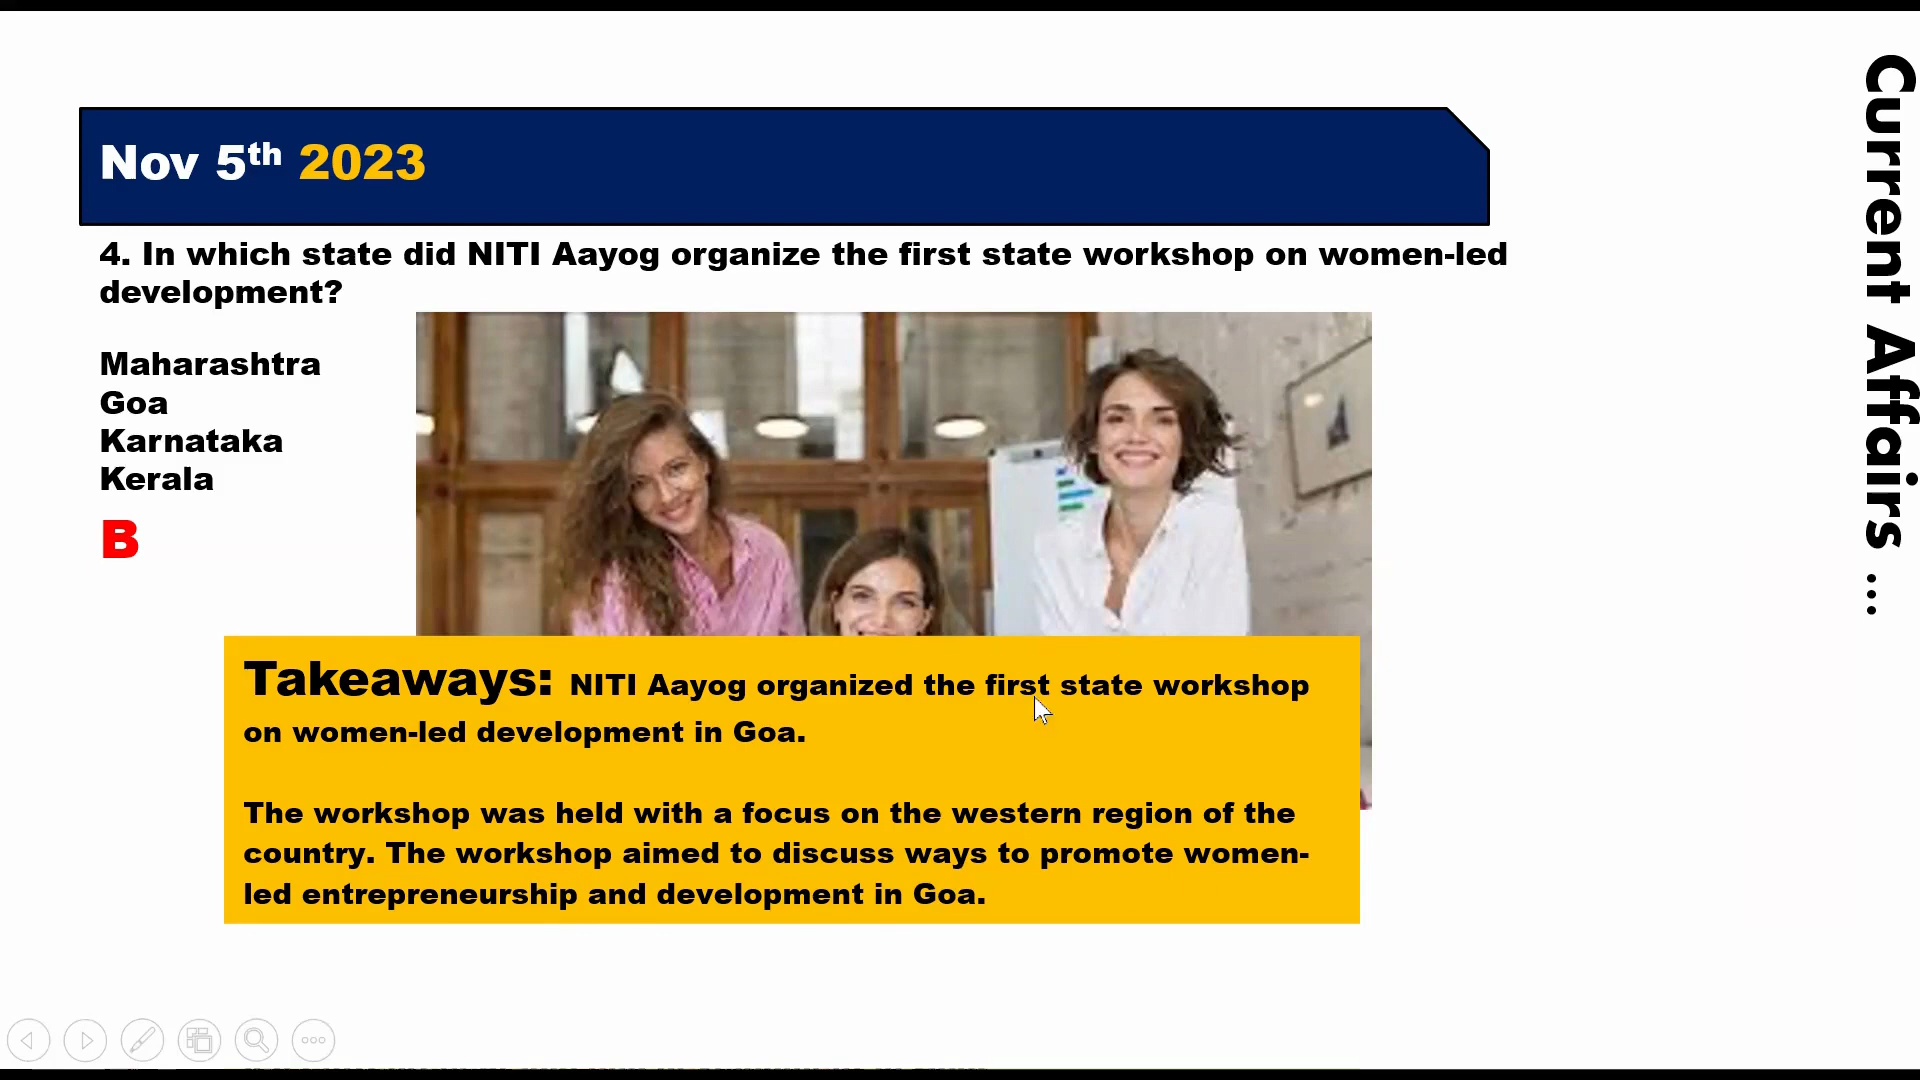 Nov 5th 2023
4. In which state did NITI Aayog organize the first state workshop on women-led
development?
Maharashtra
Goa
Karnataka
Kerala
B
Takeaways: NITI Aayog organized the first state workshop
on women-led development in Goa.
The workshop was held with a focus on the western region of the
country. The workshop aimed to discuss ways to promote women-
led entrepreneurship and development in Goa.
Current Affairs ...